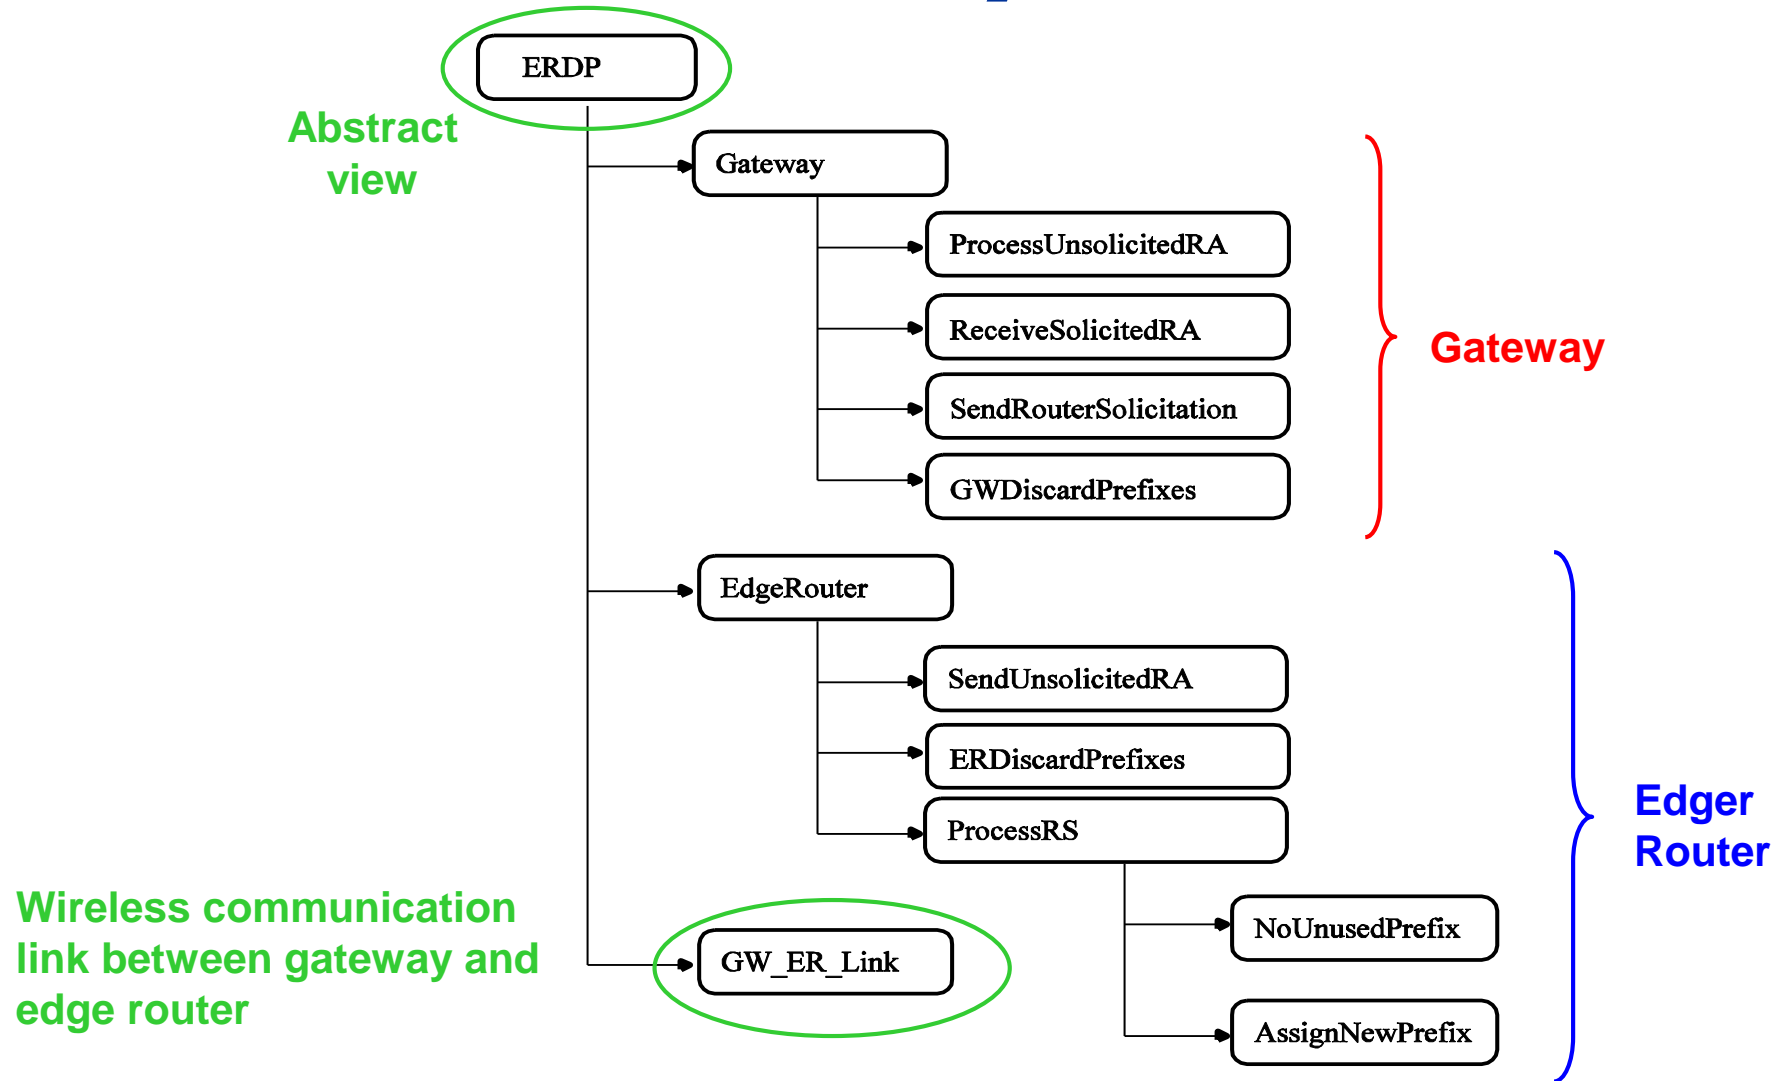 ERDP
Abstract
view
Gateway
ProcessUnsolicitedRA
ReceiveSolicitedRA
SendRouterSolicitation
GWDiscardPrefixes
Gateway
EdgeRouter
SendUnsolicitedRA
ERDiscardPrefixes
ProcessRS
Edger
Router
NoUnusedPrefix
AssignNewPrefix
Wireless communication
link between gateway and
edge router
GW_ER_Link